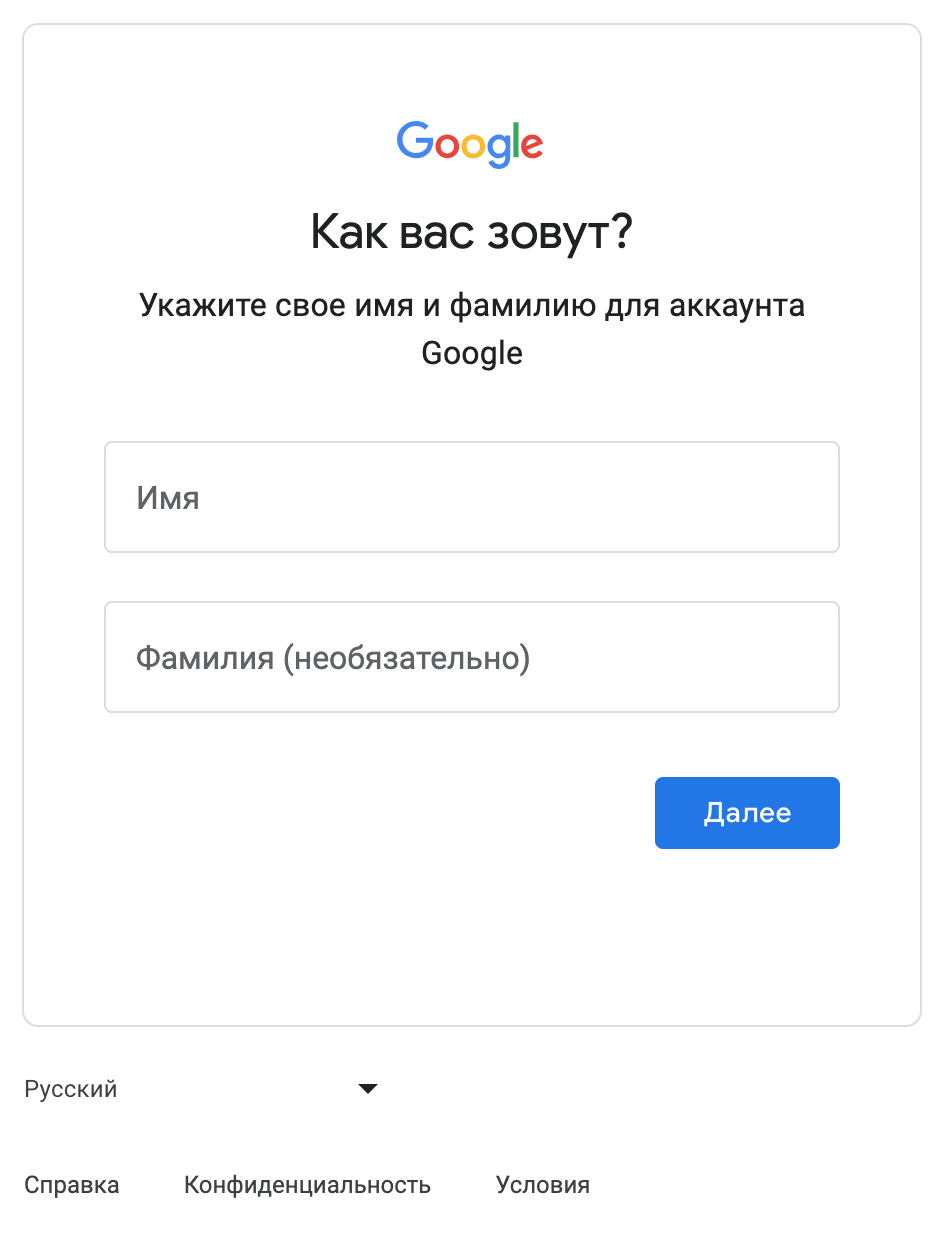 Google
Как вас зовут?
Укажите свое имя и фамилию для аккаунта
Google
Имя
Фамилия (необязательно)
Далее
Русский
Справка Конфиденциальность Условия